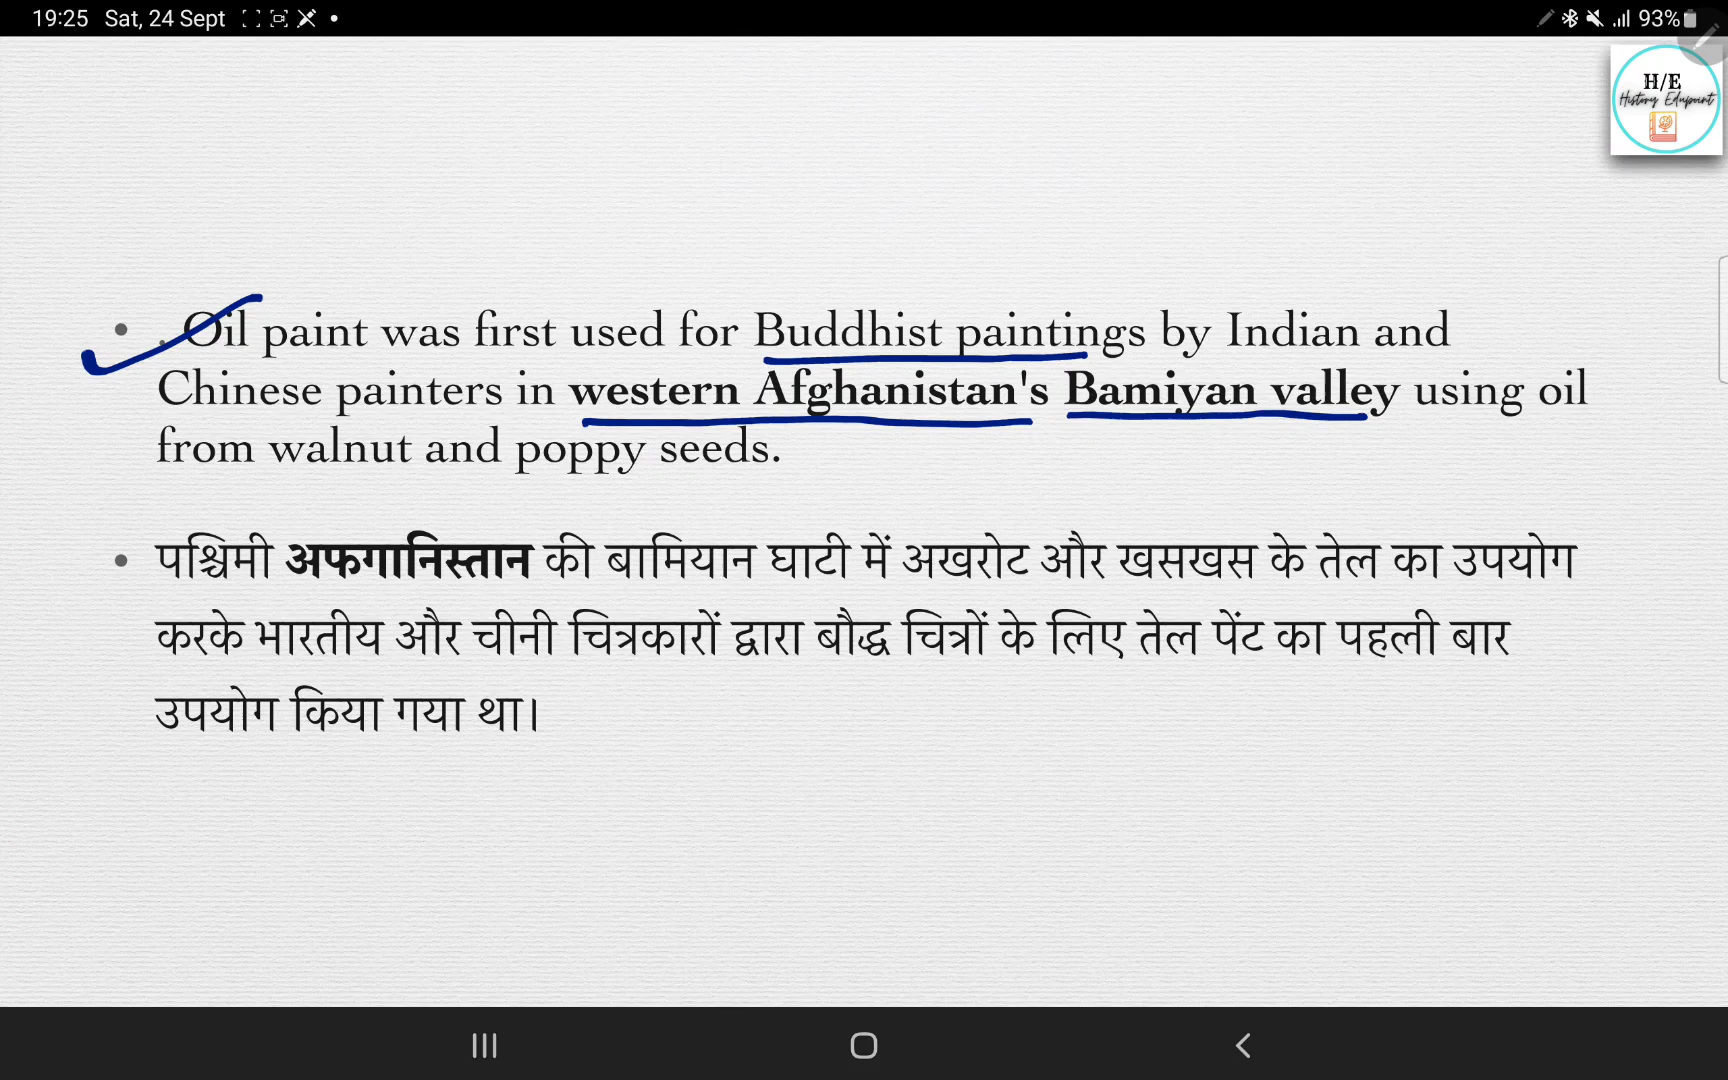 19:25 Sat, 24 Sept
93%
H/E
History Edupoint
• . Oil paint was first used for Buddhist paintings by Indian and
Chinese painters in western Afghanistan's Bamiyan valley using oil
from walnut and poppy seeds.
• पश्चिमी अफगानिस्तान की बामियान घाटी में अखरोट और खसखस के तेल का उपयोग
करके भारतीय और चीनी चित्रकारों द्वारा बौद्ध चित्रों के लिए तेल पेंट का पहली बार
उपयोग किया गया था।